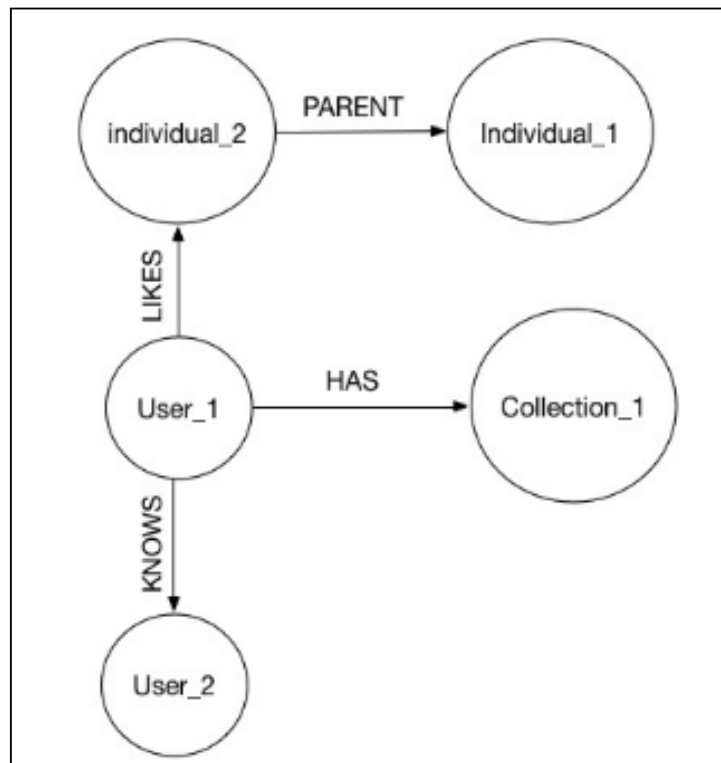 individual_2
PARENT
Individual_1
LIKES
User_1
HAS
Collection_1
KNOWS
User_2